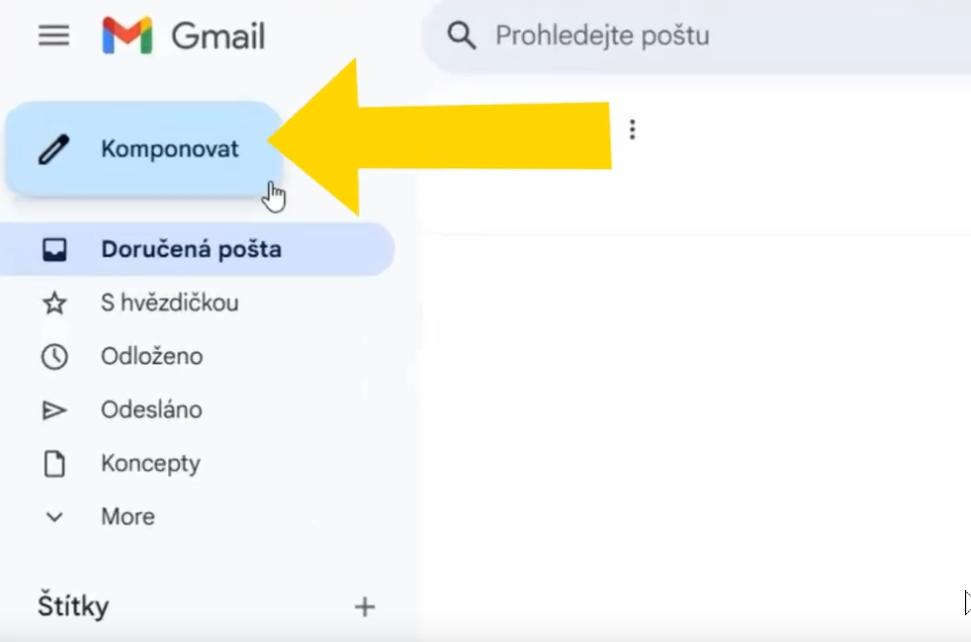 Gmail
Prohledejte poštu
Komponovat
Doručená pošta
S hvězdičkou
Odloženo
Odesláno
Koncepty
More
Štítky